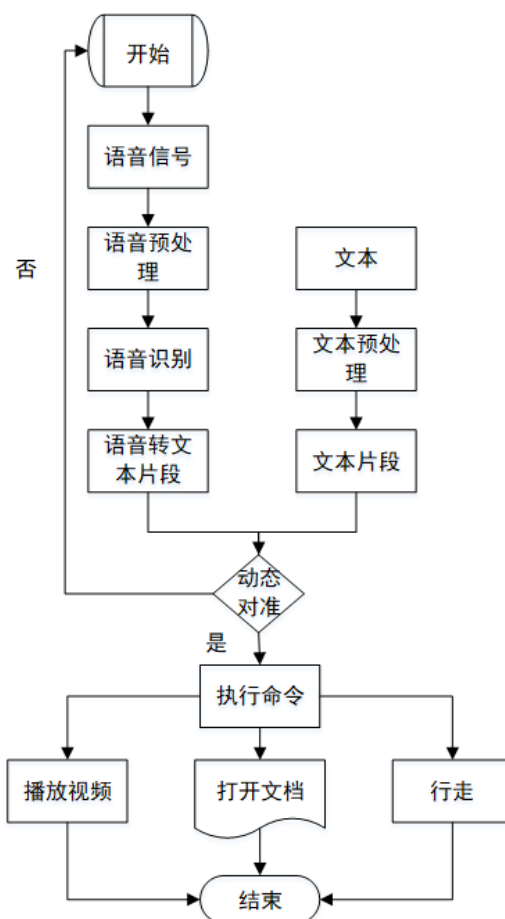 开始
语音信号
语音预处
理
文本
否
语音识别
文本预处
理
语音转文
本片段
文本片段
动态
对准
是
执行命令
播放视频
打开文档
行走
结束